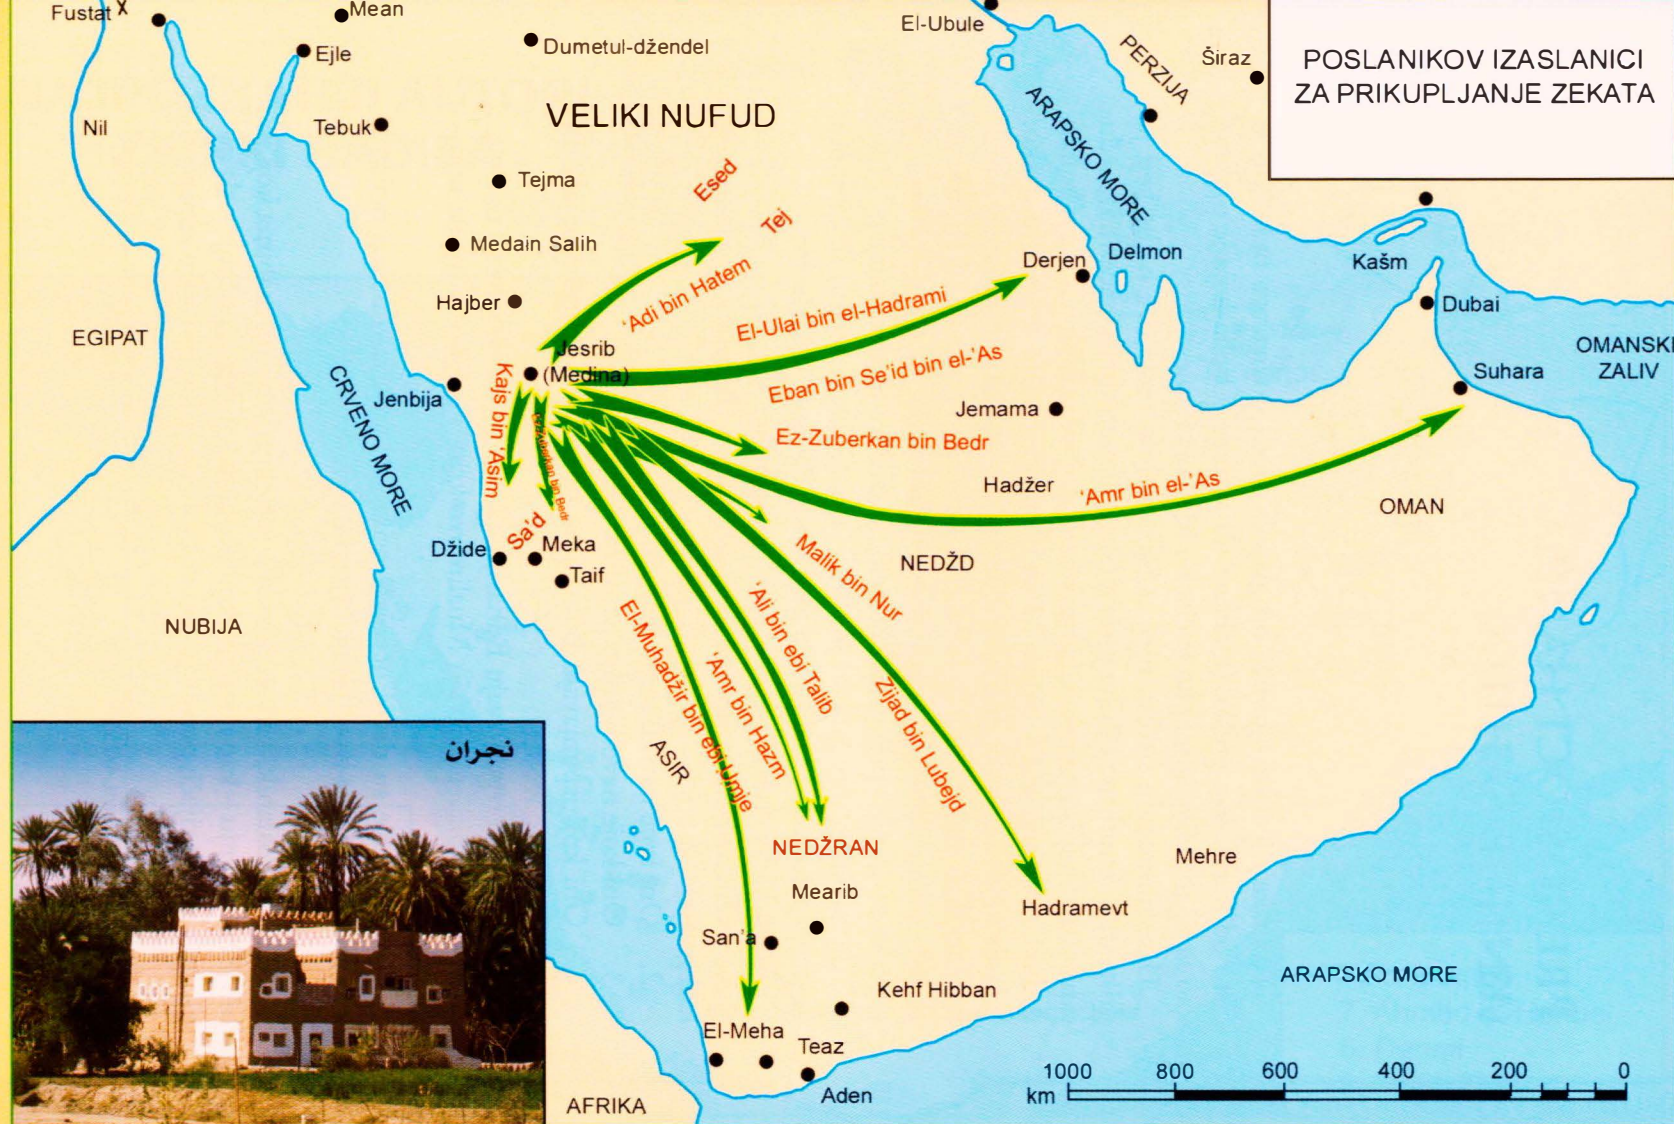 POSLANIKOV IZASLANICI
ZA PRIKUPLJANJE ZEKATA
Fustat X
Mean
Ejle
Dumetul-džendel
El-Ubule
PERZIJA
Širaz
Nil
Tebuk
VELIKI NUFUD
ARAPSKO MORE
Tejma
Esed
Tej
Medain Salih
Hajber
'Adi bin Hatem
Derjen
Delmon
Kašm
Dubai
El-Ulai bin el-Hadrami
EGIPAT
Jesrib
(Medina)
Eban bin Se'id bin el-'As
OMANSKI
ZALIV
Suhara
Jenbija
CRVENO MORE
Kajs bin 'Asim
Ez-Zuberkan bin Bedr
Jemama
Ez-Zuberkan bin Bedr
Hadžer
'Amr bin el-'As
OMAN
Sa'd
Džide
Meka
Taif
NEDŽD
Malik bin Nur
NUBIJA
El-Muhadžir bin ebi Umje
'Amr bin Hazm
'Ali bin ebi Talib
Zijad bin Lubejd
ASIR
نجران
NEDŽRAN
Mearib
Mehre
Hadramevt
San'a
ARAPSKO MORE
Kehf Hibban
El-Meha
Teaz
Aden
AFRIKA
1000 800 600 400 200 0
km